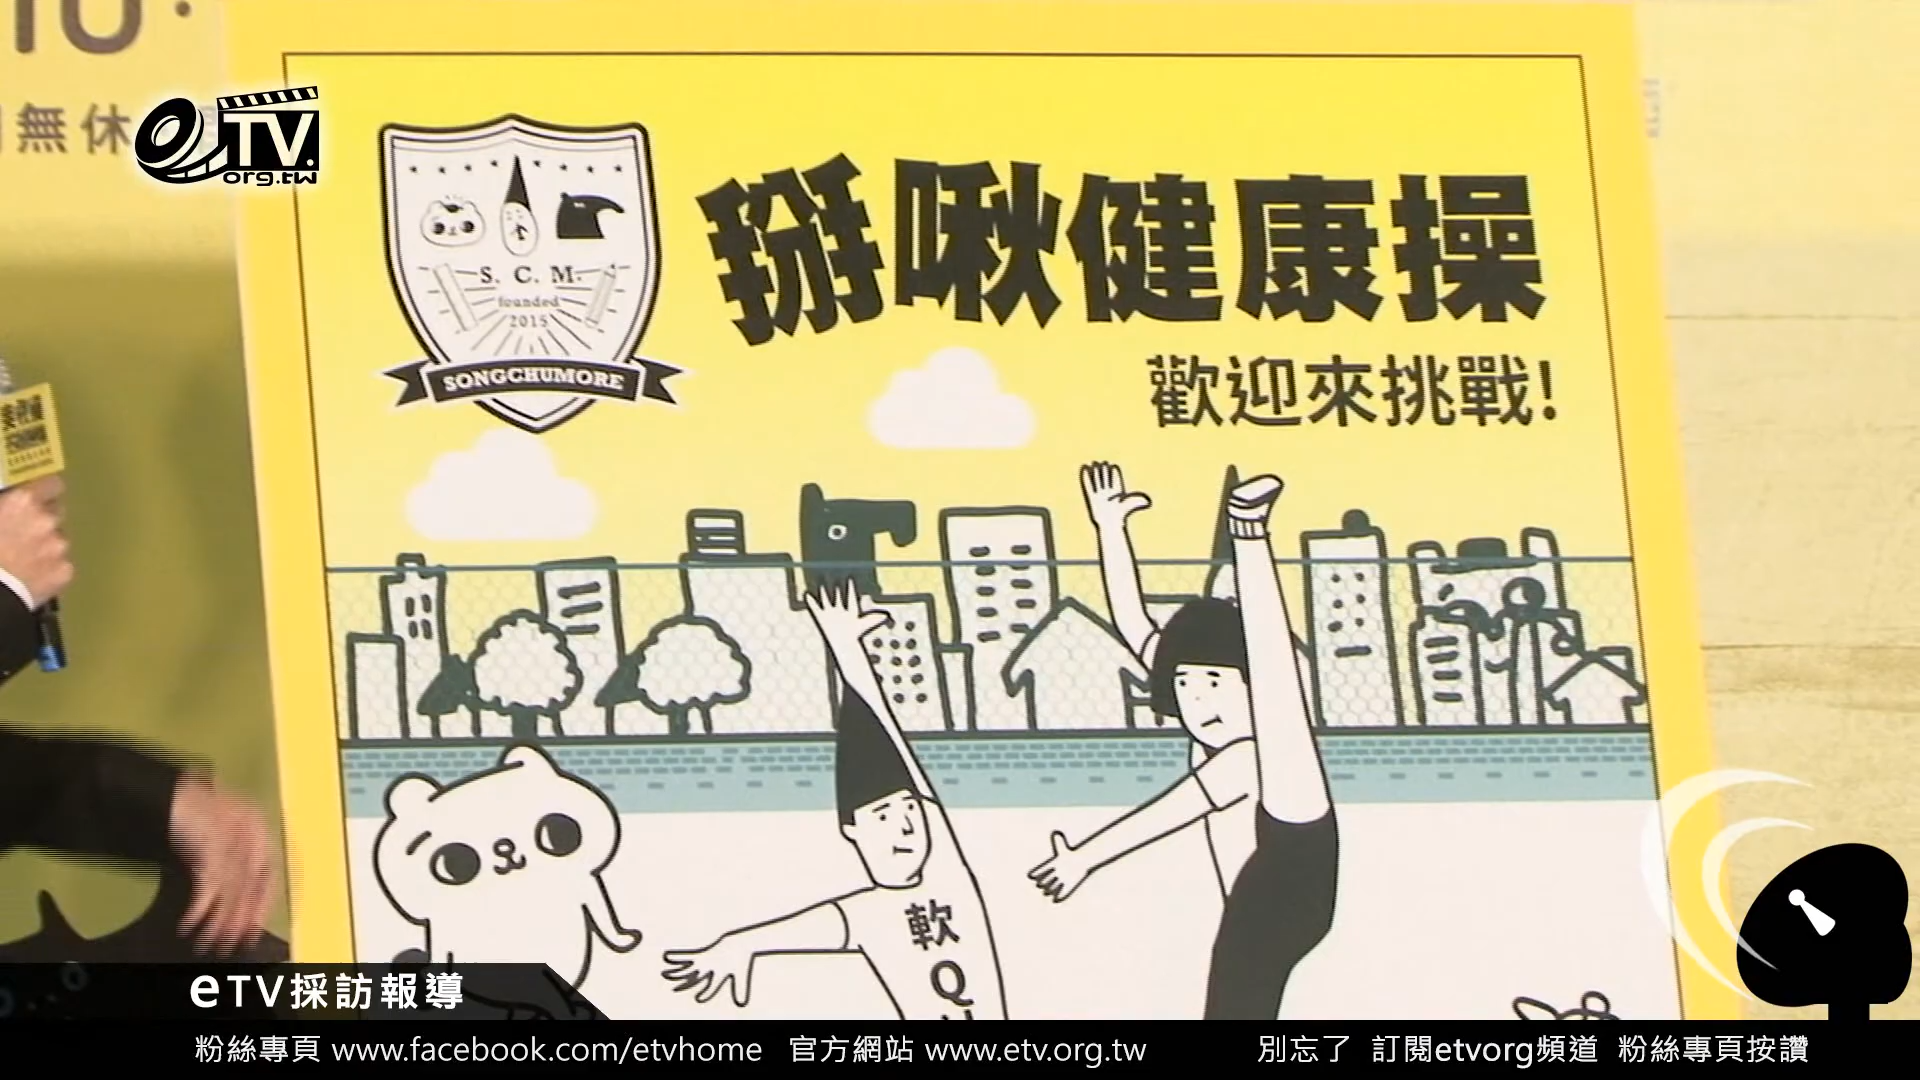 無休
eTV.
org.tw
掰啾健康操
歡迎來挑戰!
S. C. M.
founded
2015
SONGCHUMORE
軟
Q
eTV採訪報導
粉絲專頁 www.facebook.com/etvhome 官方網站 www.etv.org.tw 別忘了 訂閱etvorg頻道 粉絲專頁按讚